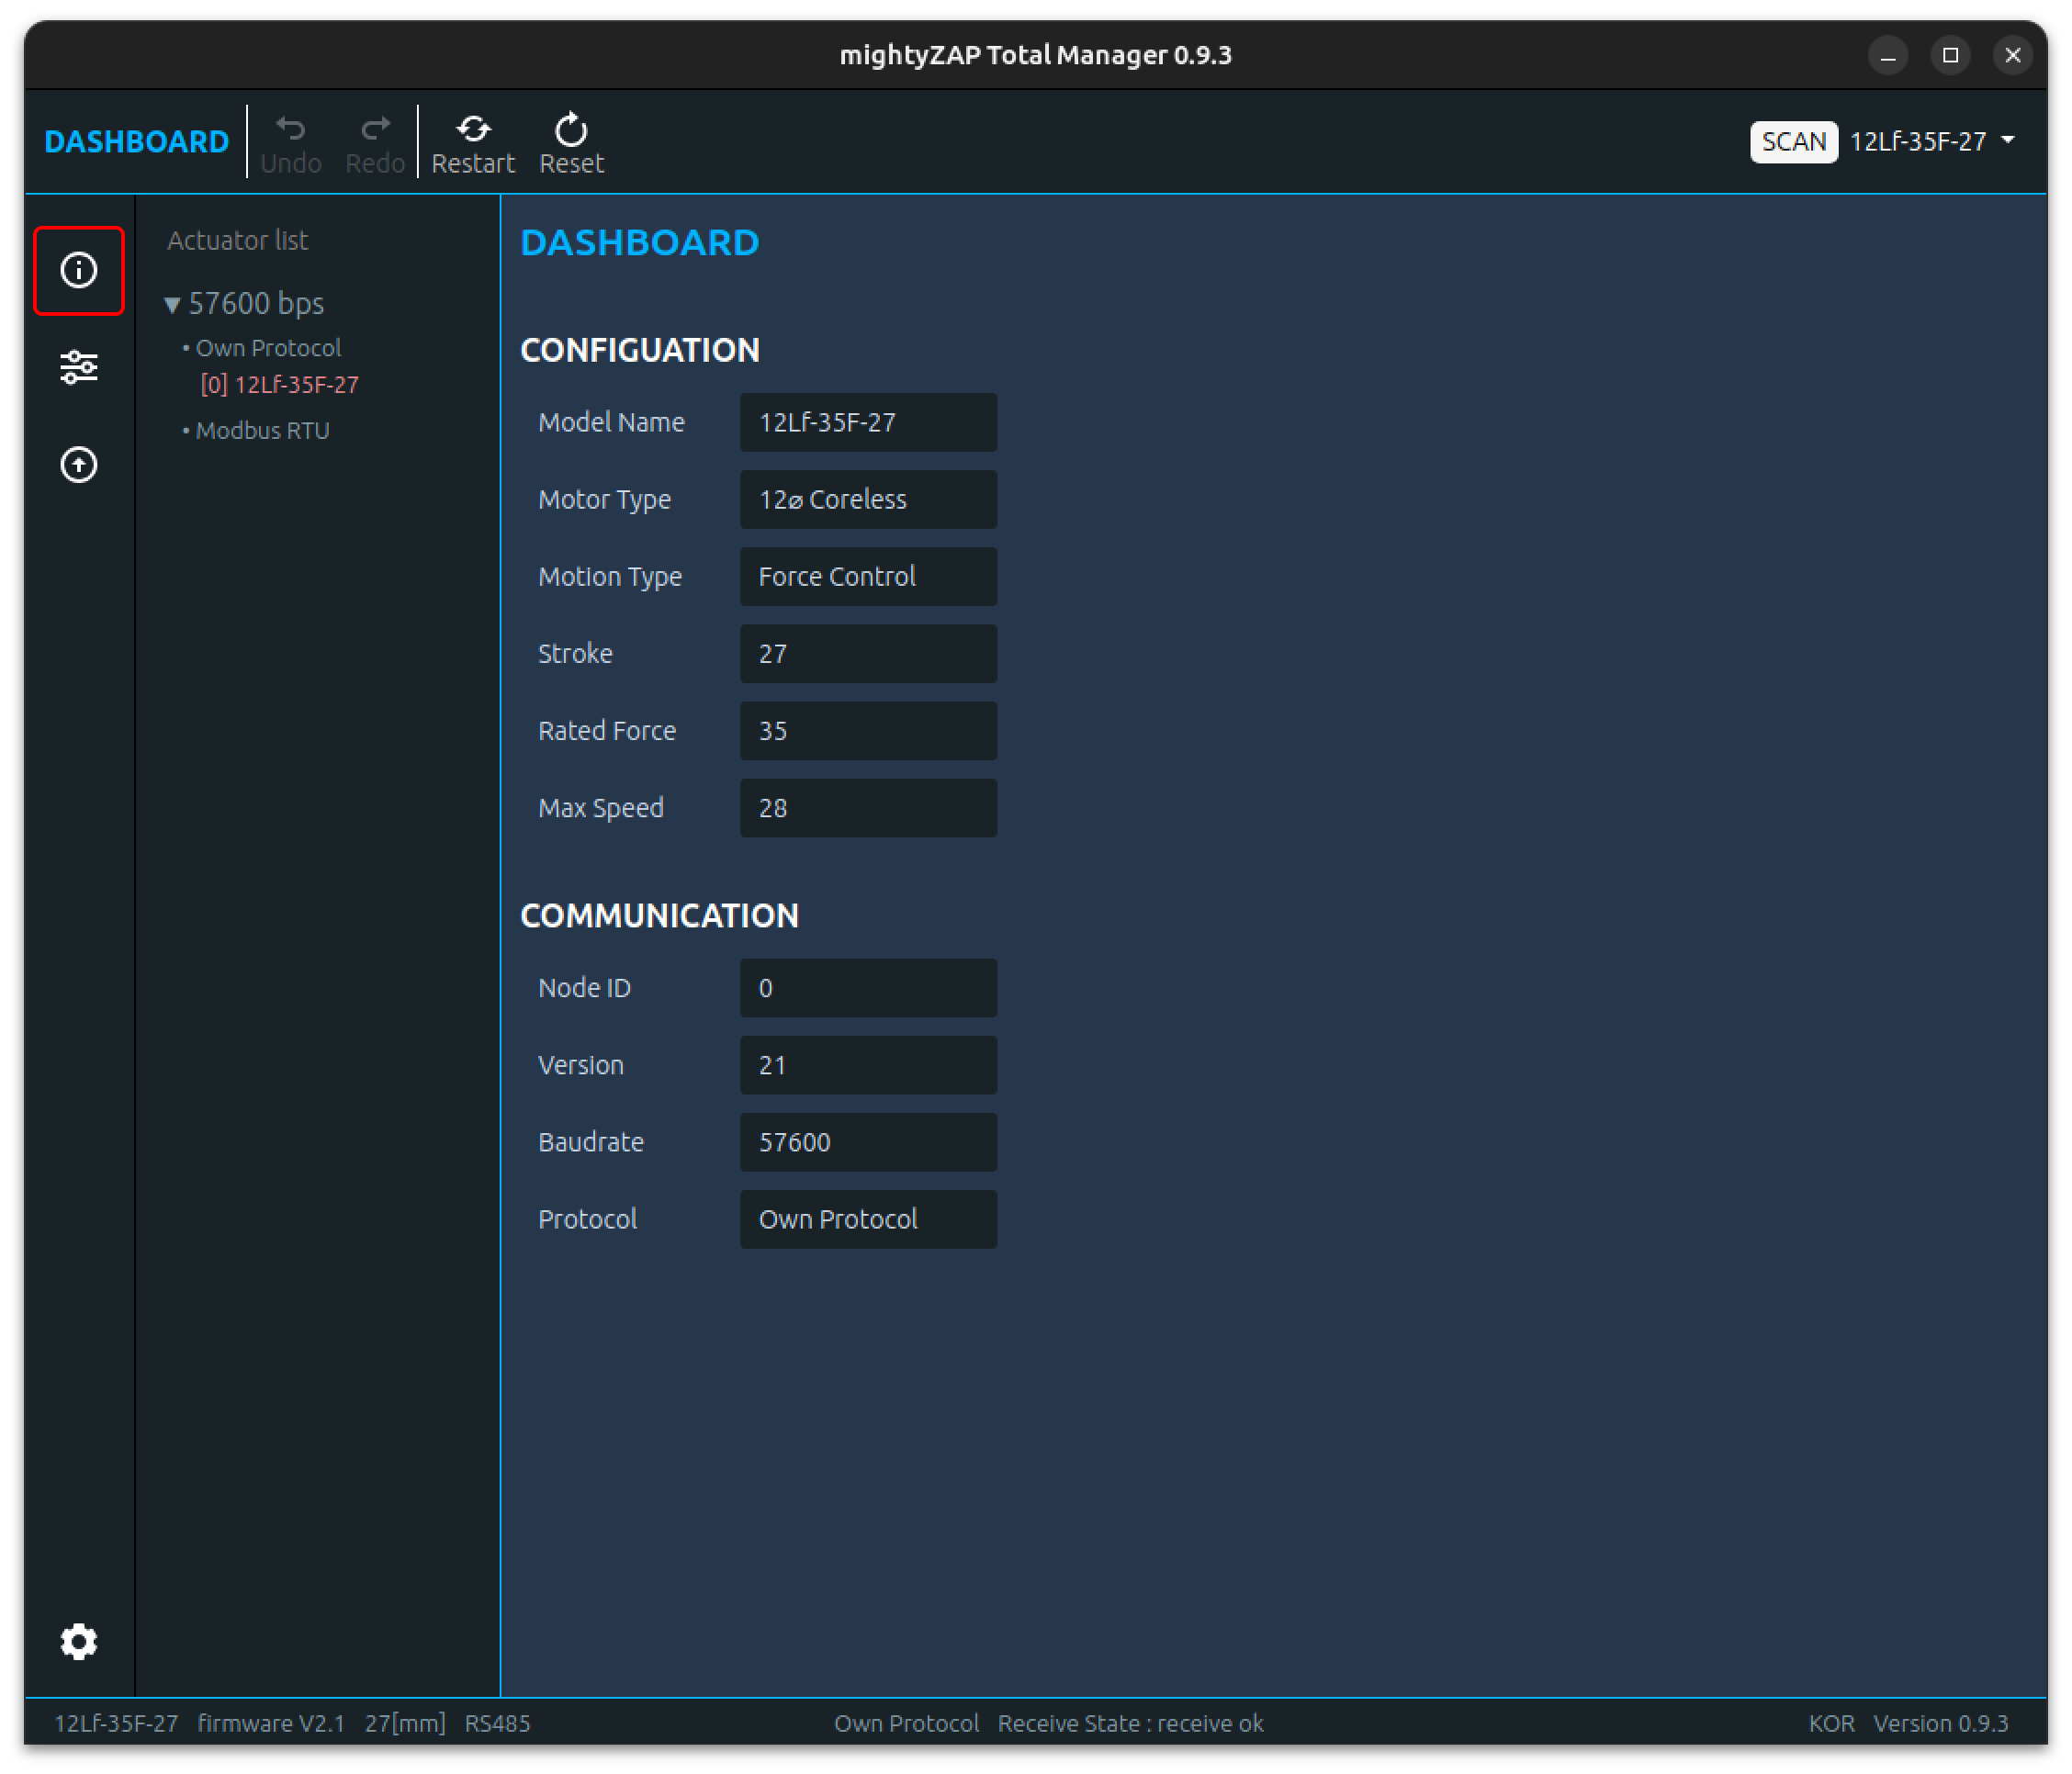 mightyZAP Total Manager 0.9.3
DASHBOARD
Undo
Redo
Restart
Reset
SCAN
12Lf-35F-27
Actuator list
▼ 57600 bps
• Own Protocol
[0] 12Lf-35F-27
• Modbus RTU
DASHBOARD
CONFIGUATION
Model Name 12Lf-35F-27
Motor Type 12ø Coreless
Motion Type Force Control
Stroke 27
Rated Force 35
Max Speed 28
COMMUNICATION
Node ID 0
Version 21
Baudrate 57600
Protocol Own Protocol
12Lf-35F-27 firmware V2.1 27[mm] RS485 Own Protocol Receive State : receive ok KOR Version 0.9.3